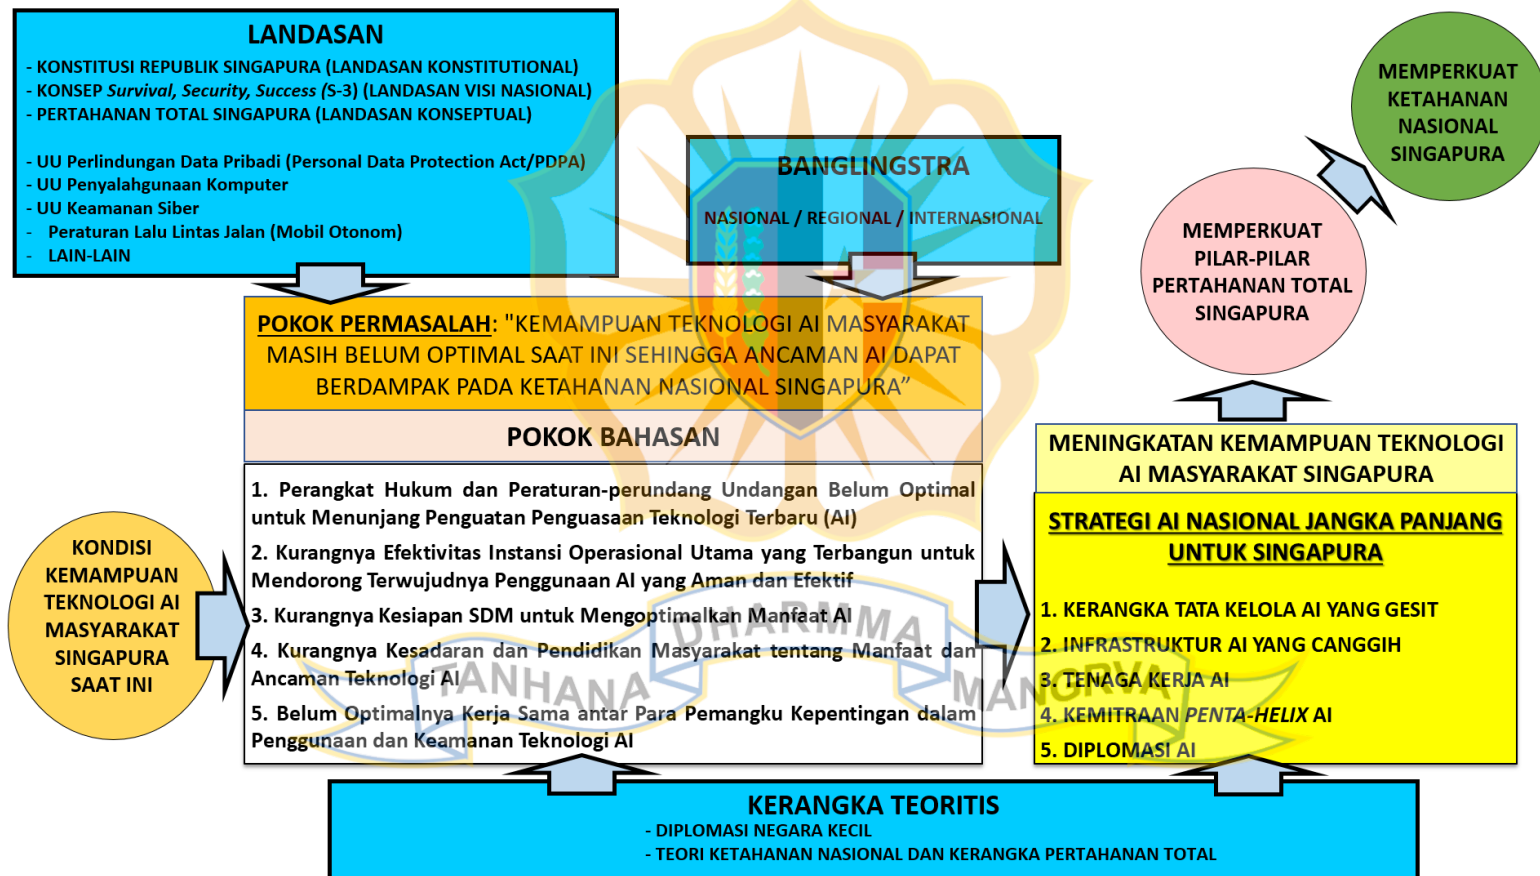 LANDASAN
- KONSTITUSI REPUBLIK SINGAPURA (LANDASAN KONSTITUTIONAL)
- KONSEP Survival, Security, Success (S-3) (LANDASAN VISI NASIONAL)
- PERTAHANAN TOTAL SINGAPURA (LANDASAN KONSEPTUAL)
- UU Perlindungan Data Pribadi (Personal Data Protection Act/PDPA)
- UU Penyalahgunaan Komputer
- UU Keamanan Siber
- Peraturan Lalu Lintas Jalan (Mobil Otonom)
- LAIN-LAIN
BANGLINGSTRA
NASIONAL / REGIONAL / INTERNASIONAL
MEMPERKUAT
KETAHANAN
NASIONAL
SINGAPURA
MEMPERKUAT
PILAR-PILAR
PERTAHANAN TOTAL
SINGAPURA
POKOK PERMASALAH: "KEMAMPUAN TEKNOLOGI AI MASYARAKAT
MASIH BELUM OPTIMAL SAAT INI SEHINGGA ANCAMAN AI DAPAT
BERDAMPAK PADA KETAHANAN NASIONAL SINGAPURA”
POKOK BAHASAN
1. Perangkat Hukum dan Peraturan-perundang Undangan Belum Optimal
untuk Menunjang Penguatan Penguasaan Teknologi Terbaru (AI)
2. Kurangnya Efektivitas Instansi Operasional Utama yang Terbangun untuk
Mendorong Terwujudnya Penggunaan AI yang Aman dan Efektif
3. Kurangnya Kesiapan SDM untuk Mengoptimalkan Manfaat AI
4. Kurangnya Kesadaran dan Pendidikan Masyarakat tentang Manfaat dan
Ancaman Teknologi AI
5. Belum Optimalnya Kerja Sama antar Para Pemangku Kepentingan dalam
Penggunaan dan Keamanan Teknologi AI
KONDISI
KEMAMPUAN
TEKNOLOGI AI
MASYARAKAT
SINGAPURA
SAAT INI
MENINGKATAN KEMAMPUAN TEKNOLOGI
AI MASYARAKAT SINGAPURA
STRATEGI AI NASIONAL JANGKA PANJANG
UNTUK SINGAPURA
1. KERANGKA TATA KELOLA AI YANG GESIT
2. INFRASTRUKTUR AI YANG CANGGIH
3. TENAGA KERJA AI
4. KEMITRAAN PENTA-HELIX AI
5. DIPLOMASI AI
TANHANA DHARMMA MANGRVA
KERANGKA TEORITIS
- DIPLOMASI NEGARA KECIL
- TEORI KETAHANAN NASIONAL DAN KERANGKA PERTAHANAN TOTAL